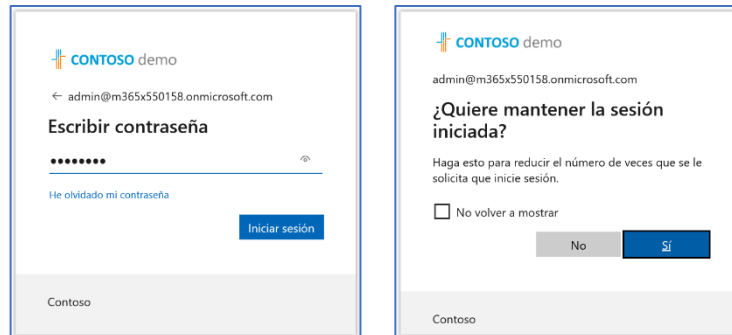 CONTOSO demo
← admin@m365x550158.onmicrosoft.com
Escribir contraseña
••••••••
He olvidado mi contraseña
Iniciar sesión
Contoso
CONTOSO demo
admin@m365x550158.onmicrosoft.com
¿Quiere mantener la sesión
iniciada?
Haga esto para reducir el número de veces que se le
solicita que inicie sesión.
No volver a mostrar
No
Sí
Contoso